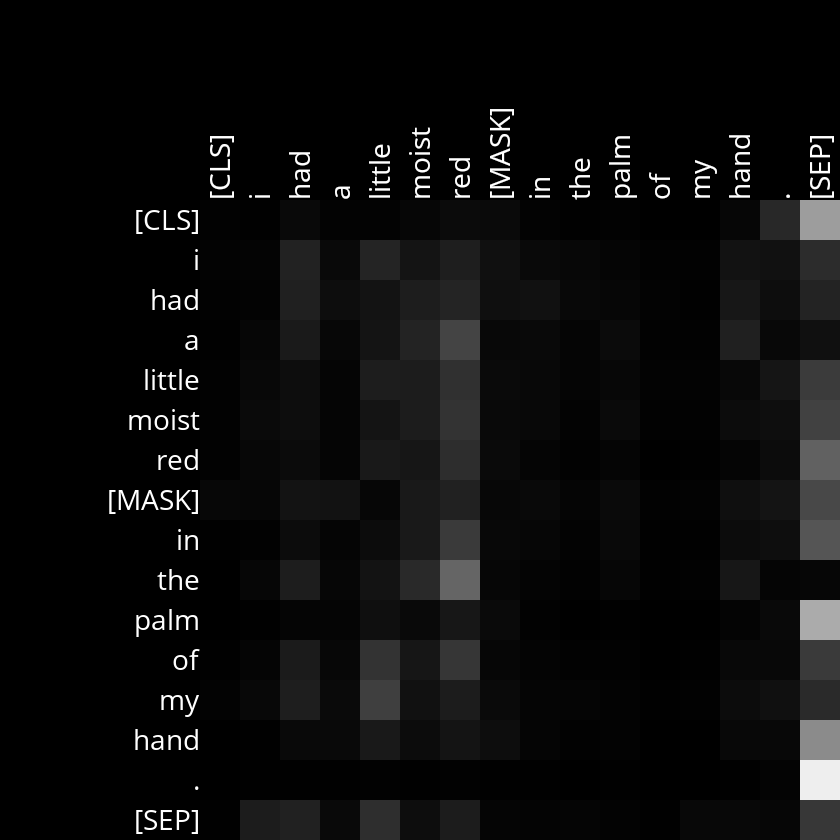 [CLS] i had a little moist red [MASK] in the palm of my hand . [SEP]
[CLS]
i
had
a
little
moist
red
[MASK]
in
the
palm
of
my
hand
.
[SEP]